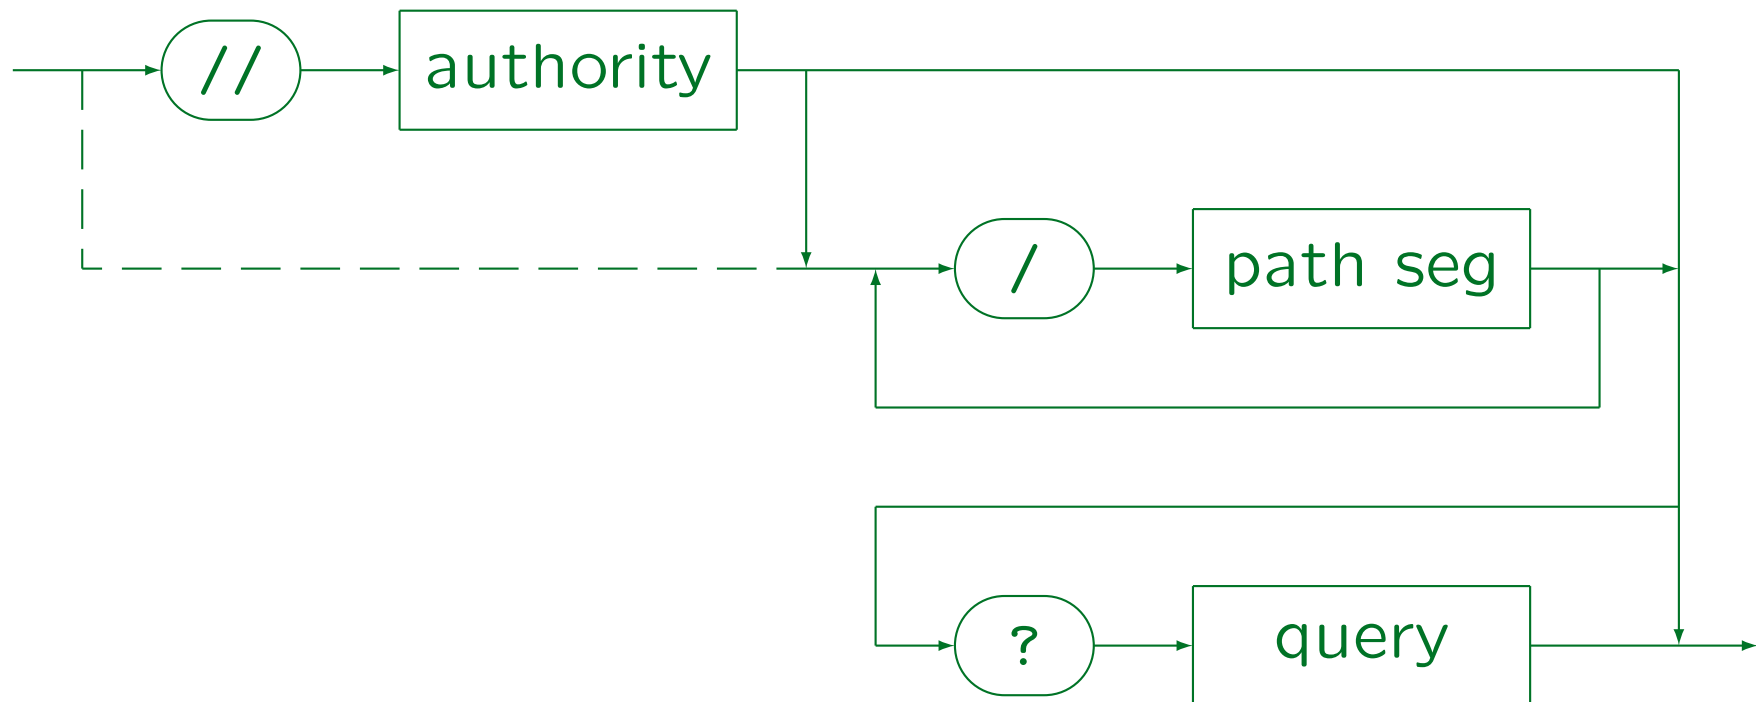 // authority
/ path seg
? query